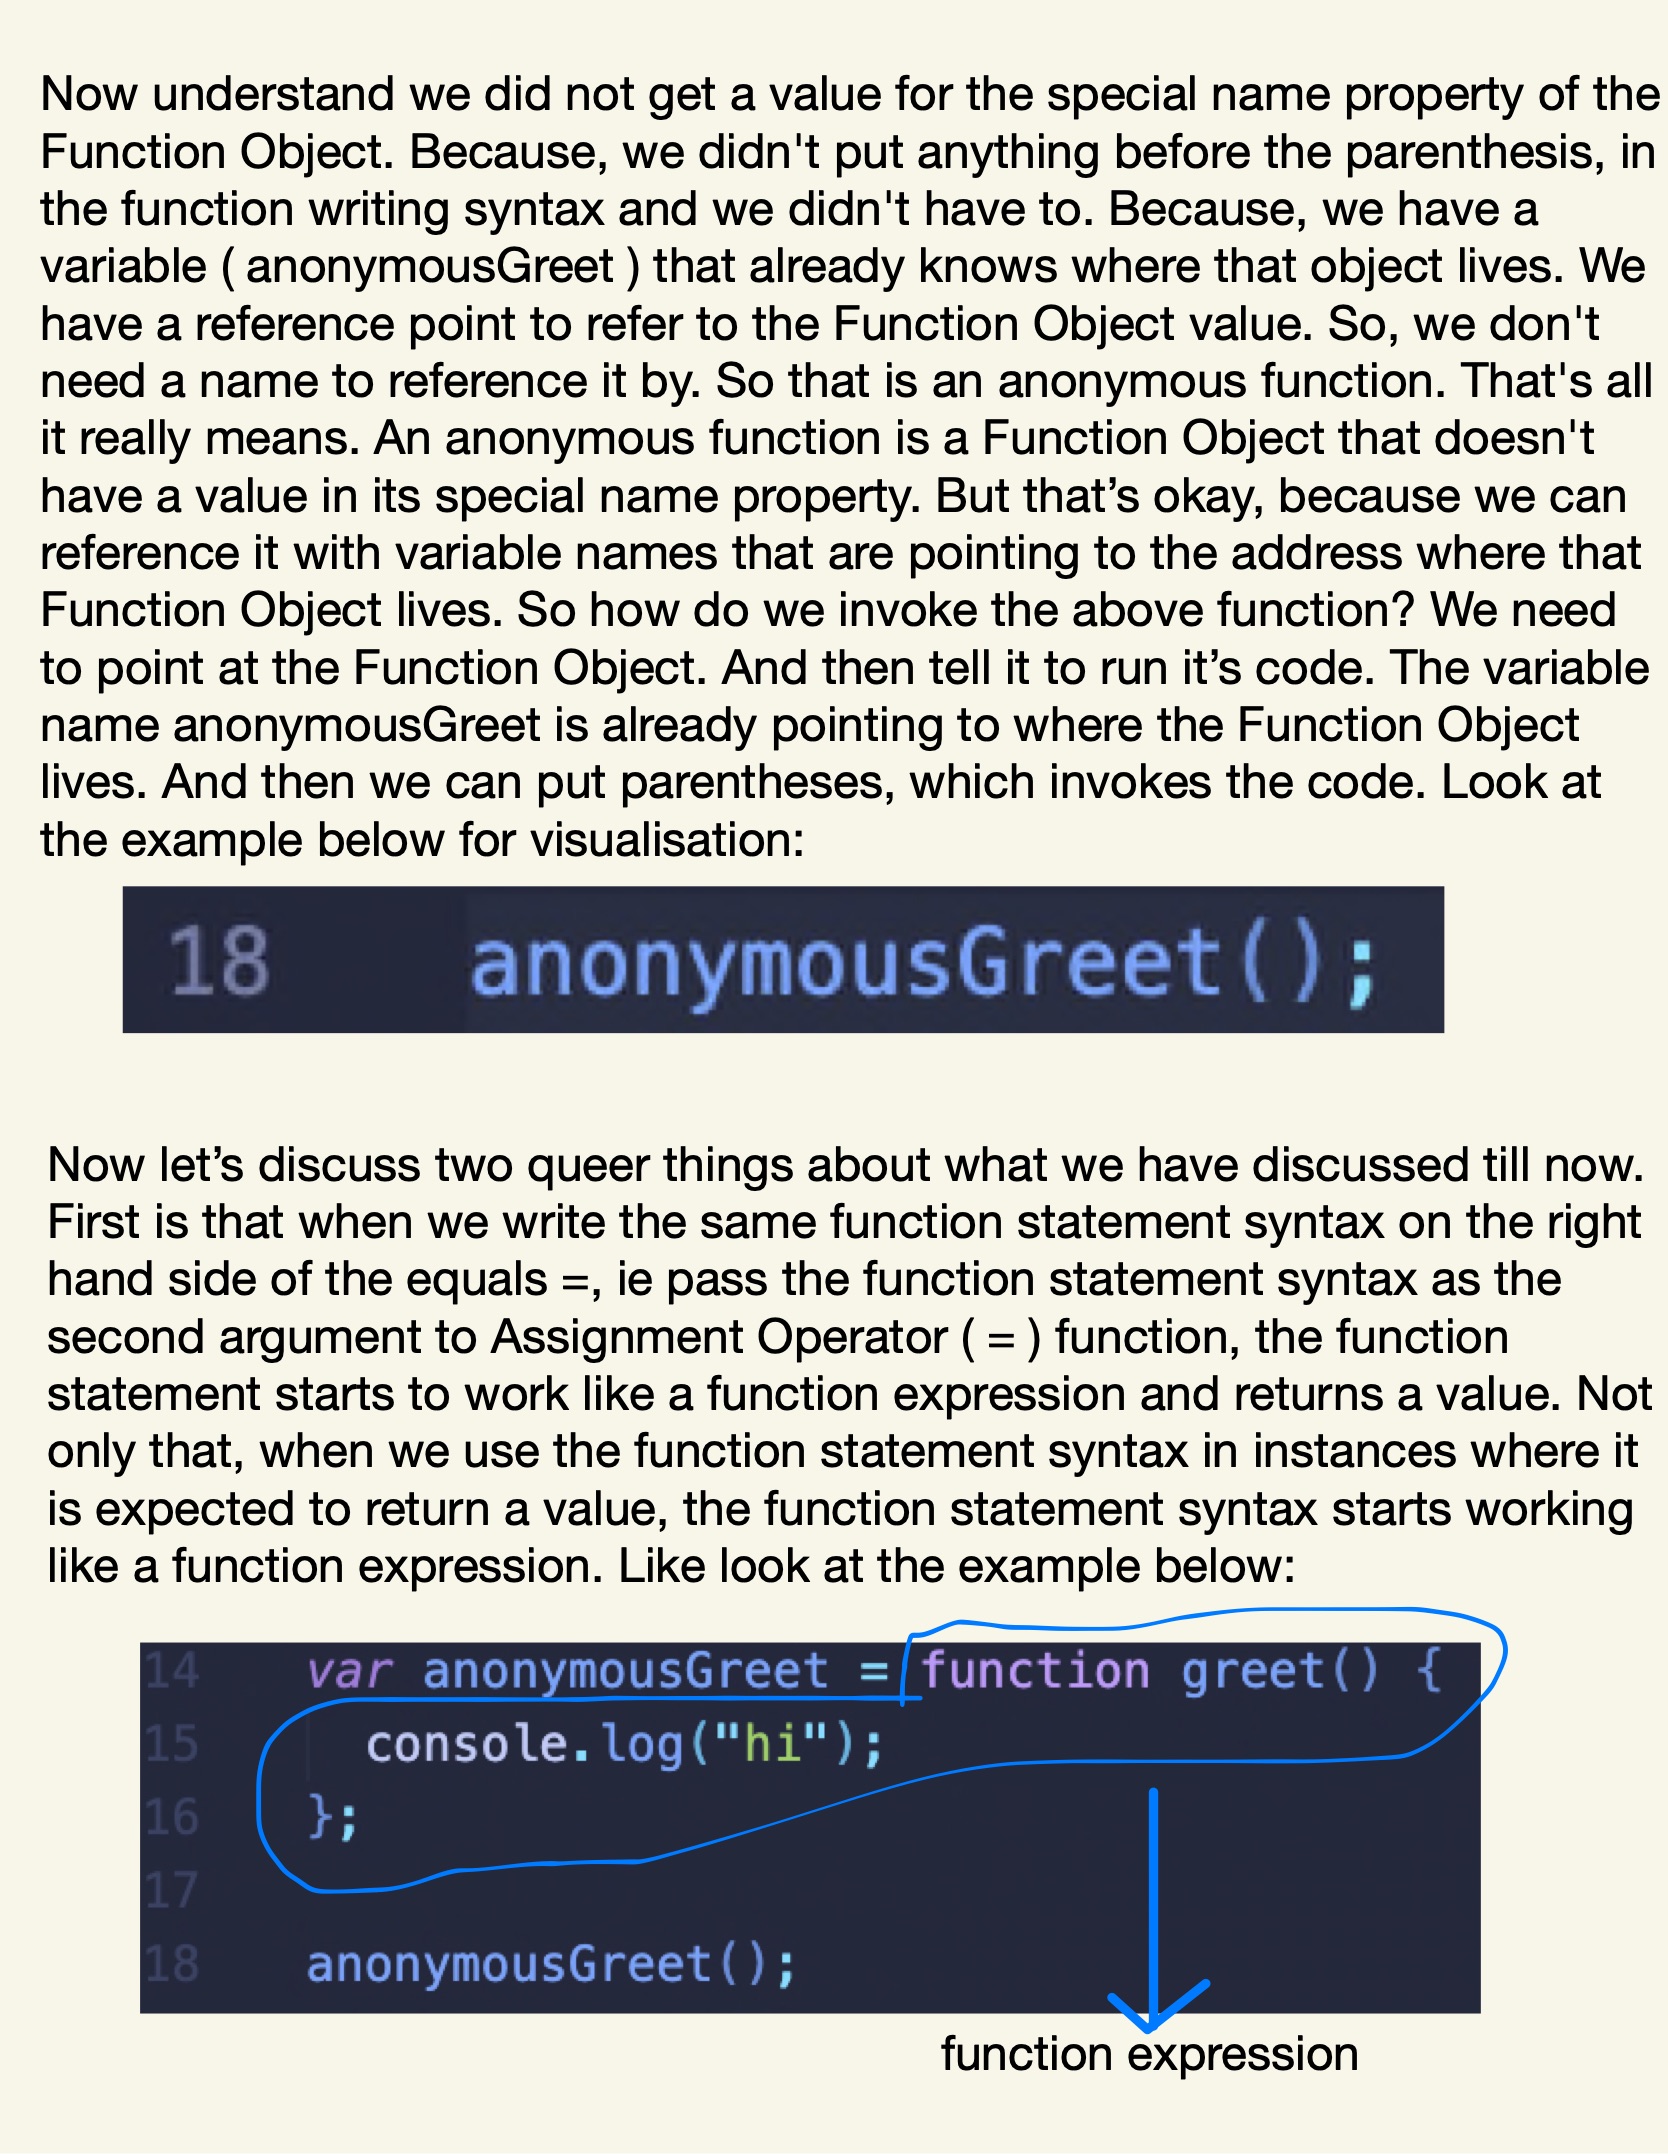 Now understand we did not get a value for the special name property of the
Function Object. Because, we didn't put anything before the parenthesis, in
the function writing syntax and we didn't have to. Because, we have a
variable ( anonymousGreet ) that already knows where that object lives. We
have a reference point to refer to the Function Object value. So, we don't
need a name to reference it by. So that is an anonymous function. That's all
it really means. An anonymous function is a Function Object that doesn't
have a value in its special name property. But that’s okay, because we can
reference it with variable names that are pointing to the address where that
Function Object lives. So how do we invoke the above function? We need
to point at the Function Object. And then tell it to run it’s code. The variable
name anonymousGreet is already pointing to where the Function Object
lives. And then we can put parentheses, which invokes the code. Look at
the example below for visualisation:
18 anonymousGreet();
Now let’s discuss two queer things about what we have discussed till now.
First is that when we write the same function statement syntax on the right
hand side of the equals =, ie pass the function statement syntax as the
second argument to Assignment Operator ( = ) function, the function
statement starts to work like a function expression and returns a value. Not
only that, when we use the function statement syntax in instances where it
is expected to return a value, the function statement syntax starts working
like a function expression. Like look at the example below:
14 var anonymousGreet = function greet() {
15 console.log("hi");
16 };
17
18 anonymousGreet();
function expression